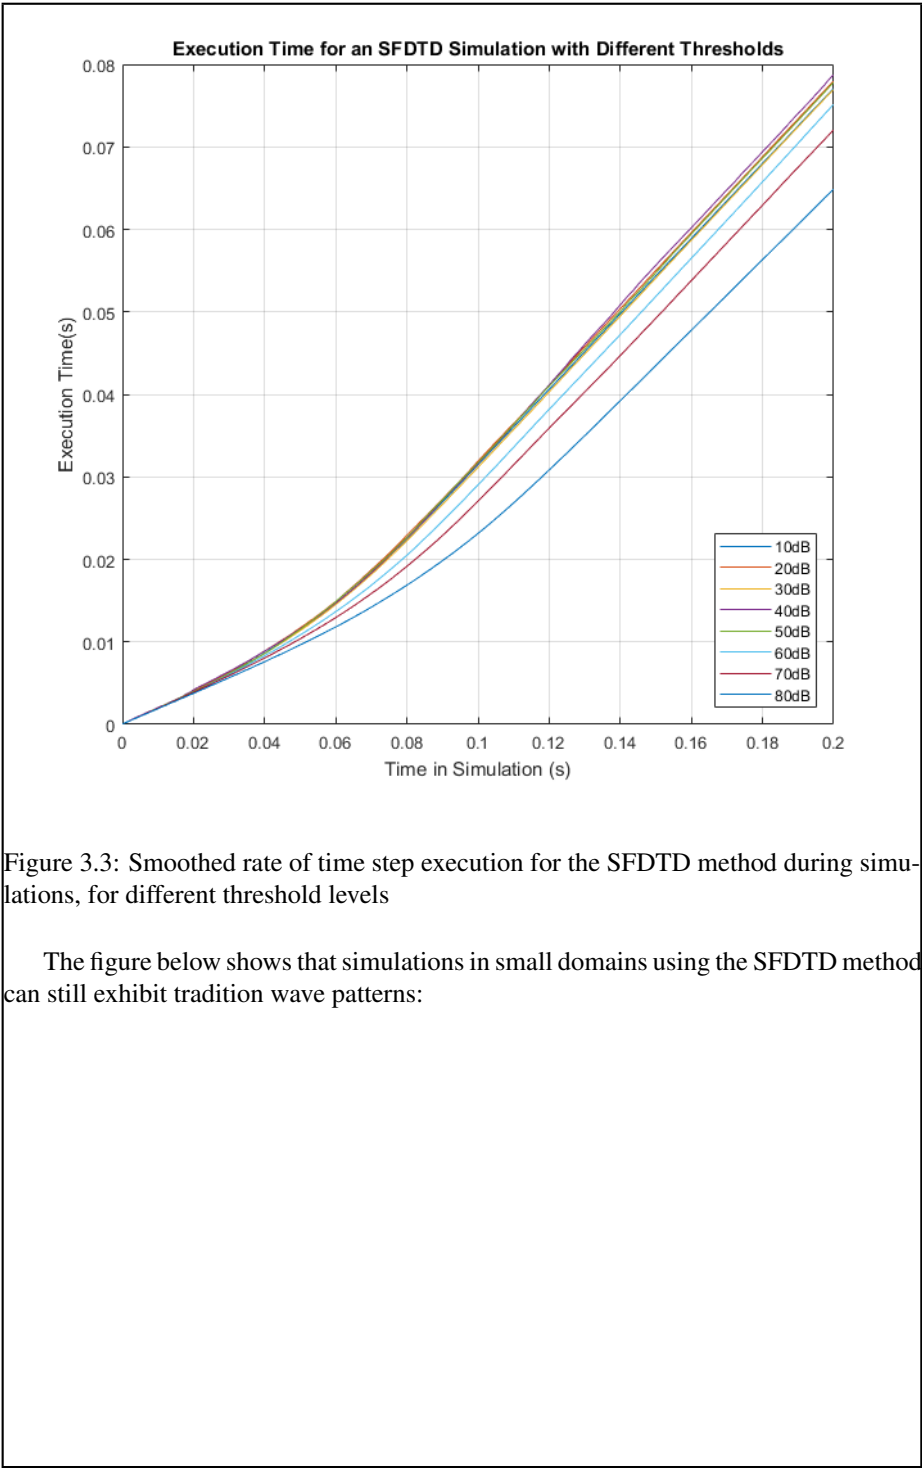 Execution Time for an SFDTD Simulation with Different Thresholds
0.08
0.07
0.06
0.05
0.04
0.03
0.02
0.01
0
Execution Time(s)
10dB
20dB
30dB
40dB
50dB
60dB
70dB
80dB
0 0.02 0.04 0.06 0.08 0.1 0.12 0.14 0.16 0.18 0.2
Time in Simulation (s)
Figure 3.3: Smoothed rate of time step execution for the SFDTD method during simu-
lations, for different threshold levels
The figure below shows that simulations in small domains using the SFDTD method
can still exhibit tradition wave patterns: